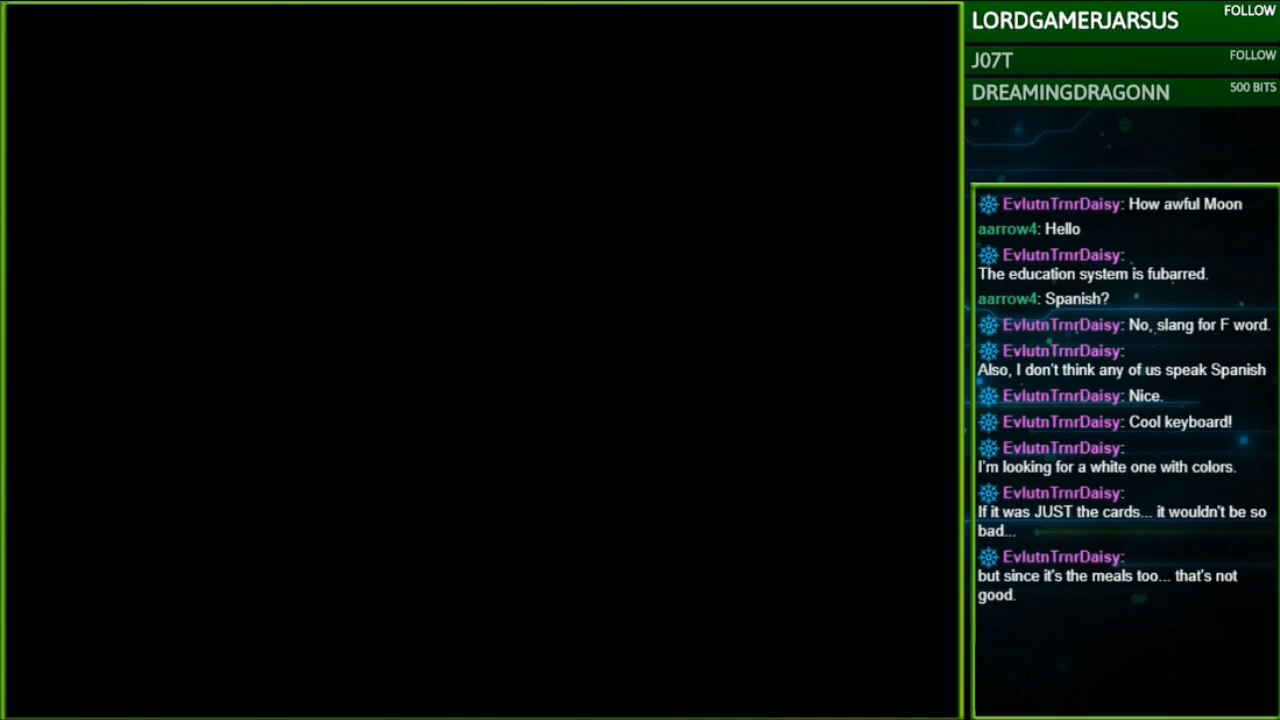 LORDGAMERJARSUS FOLLOW
J07T FOLLOW
DREAMINGDRAGONN 500 BITS
EvlutnTrnrDaisy: How awful Moon
aarrow4: Hello
EvlutnTrnrDaisy:
The education system is fubarred.
aarrow4: Spanish?
EvlutnTrnrDaisy: No, slang for F word.
EvlutnTrnrDaisy:
Also, I don't think any of us speak Spanish
EvlutnTrnrDaisy: Nice.
EvlutnTrnrDaisy: Cool keyboard!
EvlutnTrnrDaisy:
I'm looking for a white one with colors.
EvlutnTrnrDaisy:
If it was JUST the cards... it wouldn't be so
bad...
EvlutnTrnrDaisy:
but since it's the meals too... that's not
good.